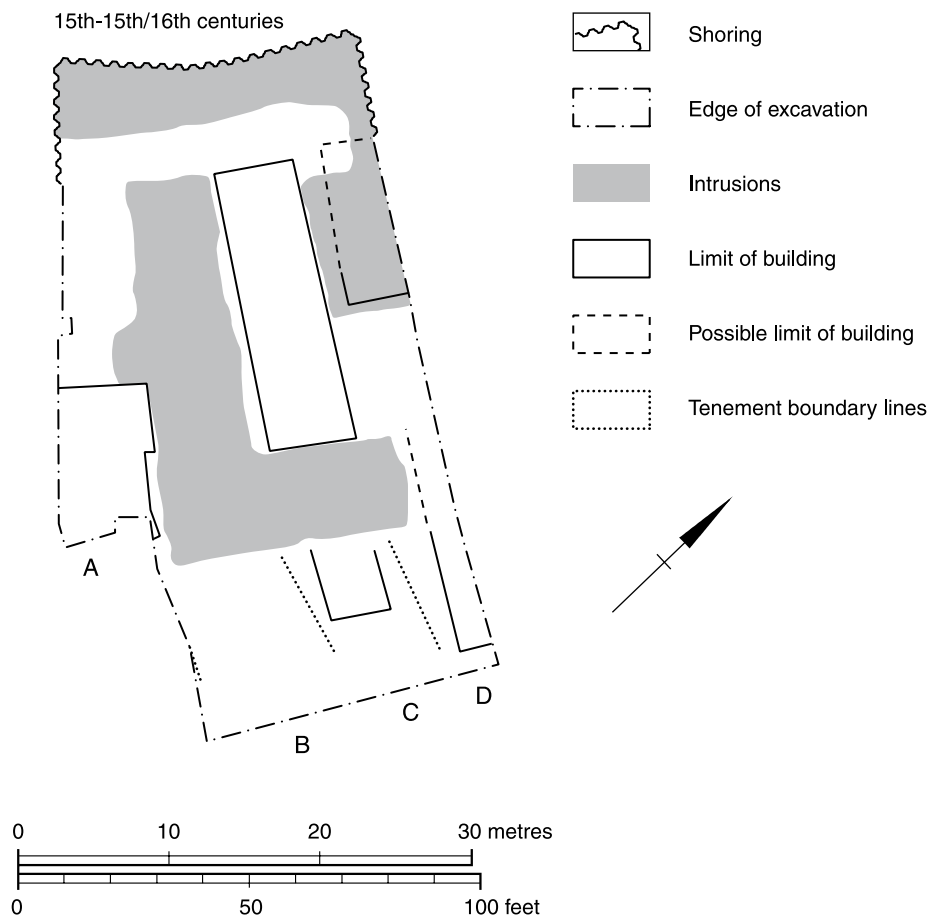 15th-15th/16th centuries
Shoring
Edge of excavation
Intrusions
Limit of building
Possible limit of building
Tenement boundary lines
A
B
C
D
0 10 20 30 metres
0 50 100 feet